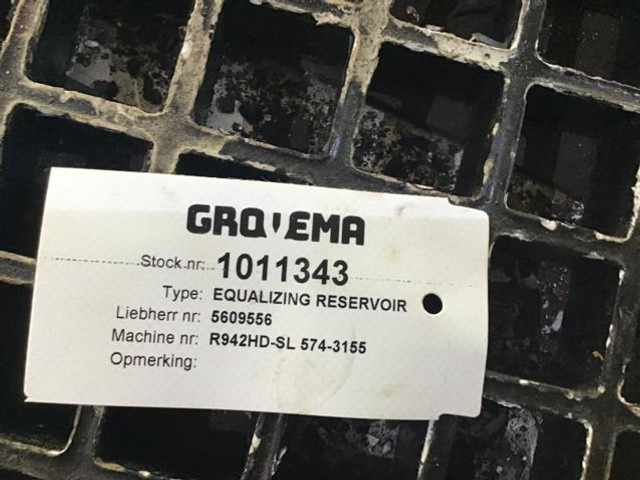 GROVEMA
Stock nr: 1011343
Type: EQUALIZING RESERVOIR
Liebherr nr: 5609556
Machine nr: R942HD-SL 574-3155
Opmerking: